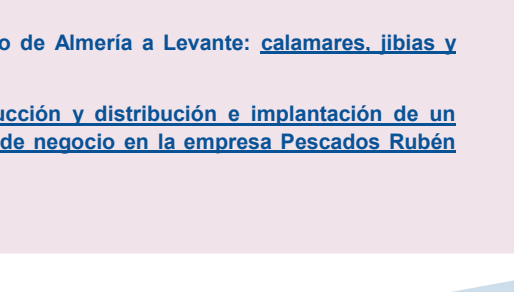 o de Almería a Levante: calamares, jibias y
ucción y distribución e implantación de un
de negocio en la empresa Pescados Rubén